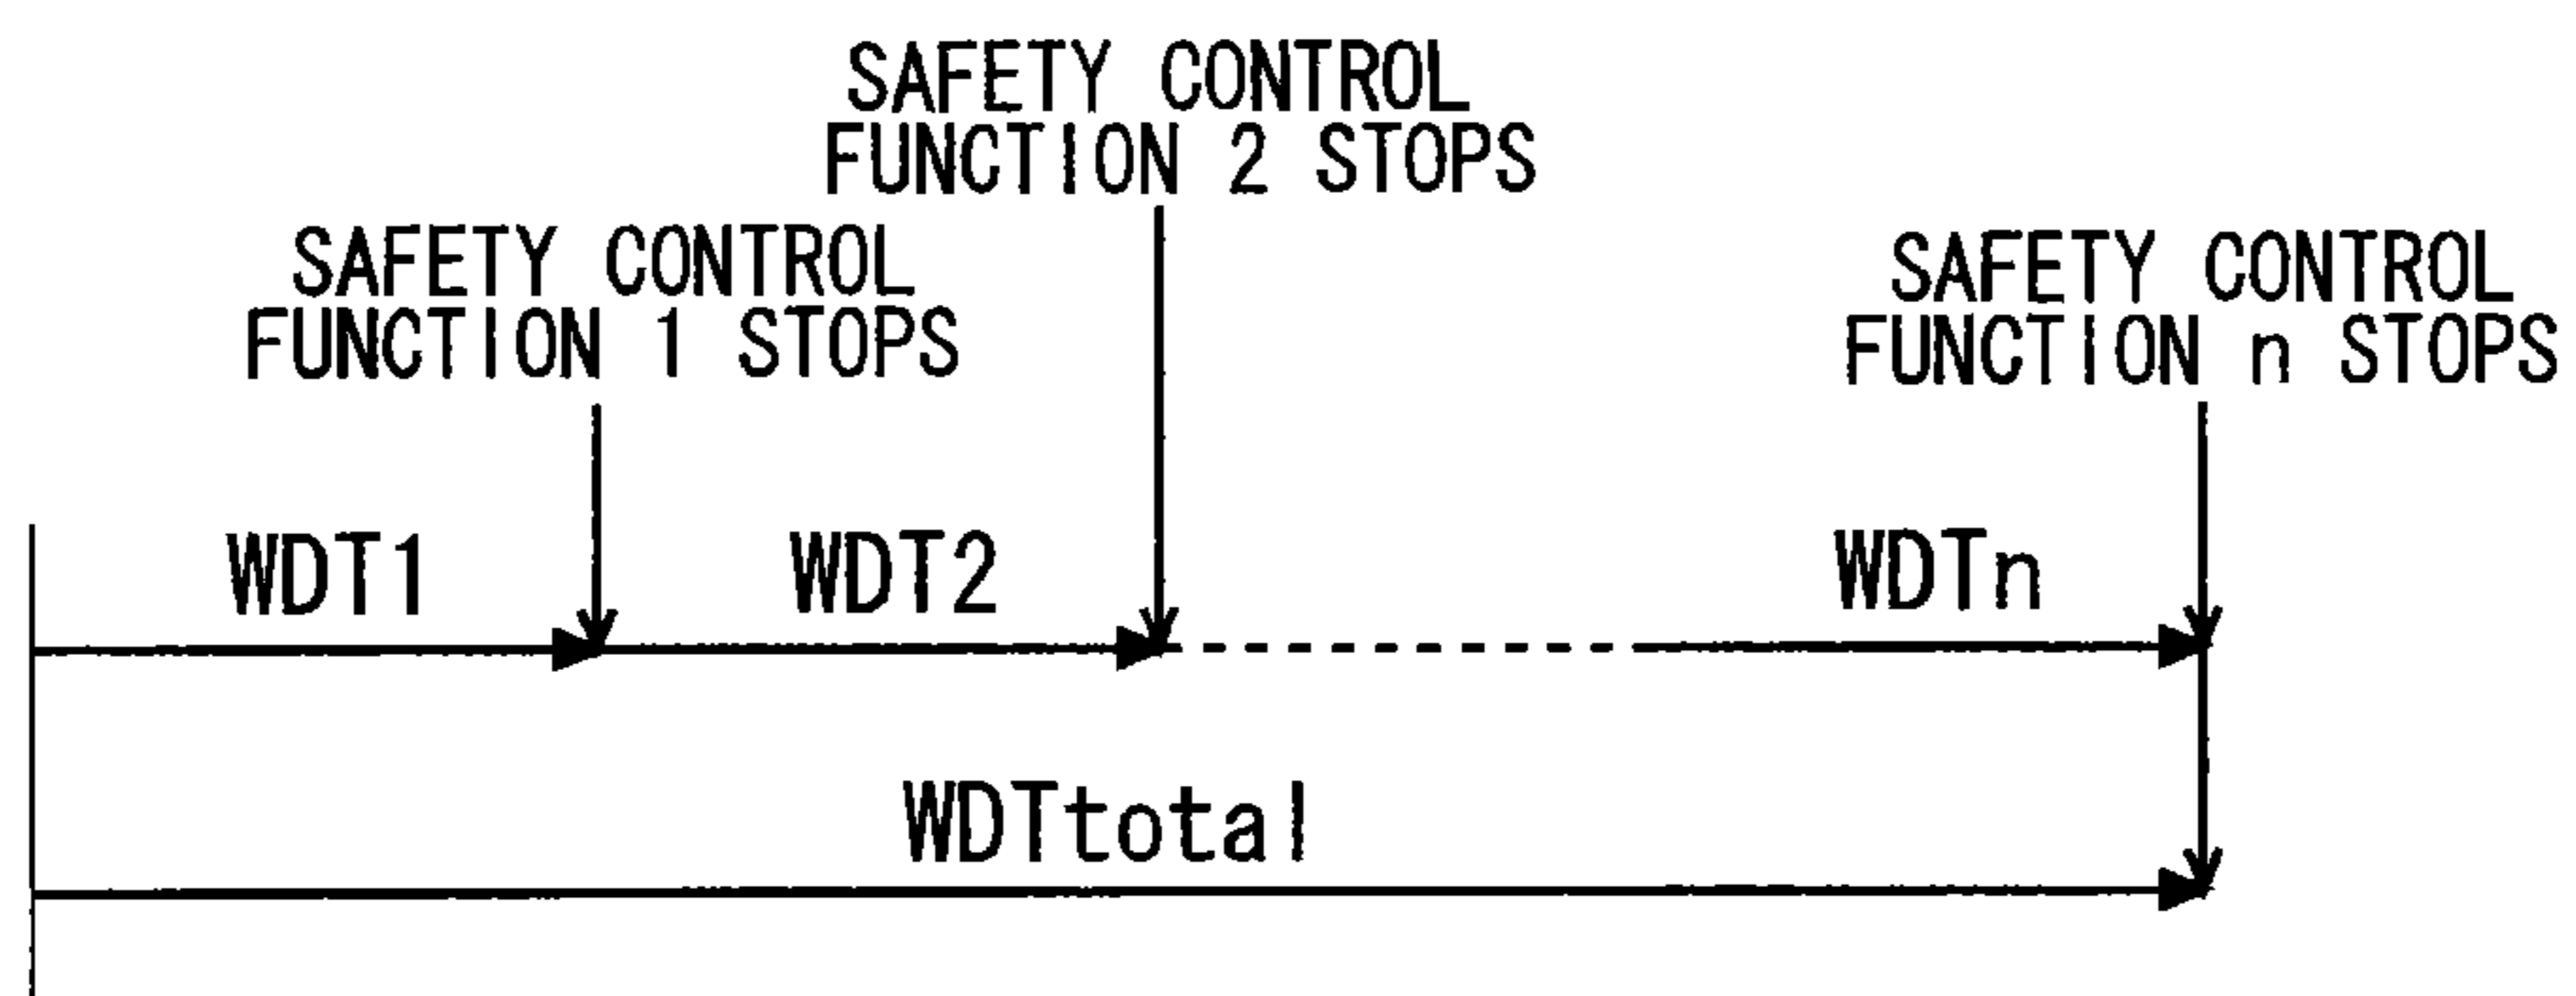 SAFETY CONTROL
FUNCTION 2 STOPS
SAFETY CONTROL
FUNCTION 1 STOPS
SAFETY CONTROL
FUNCTION n STOPS
WDT1
WDT2
WDTn
WDTtotal